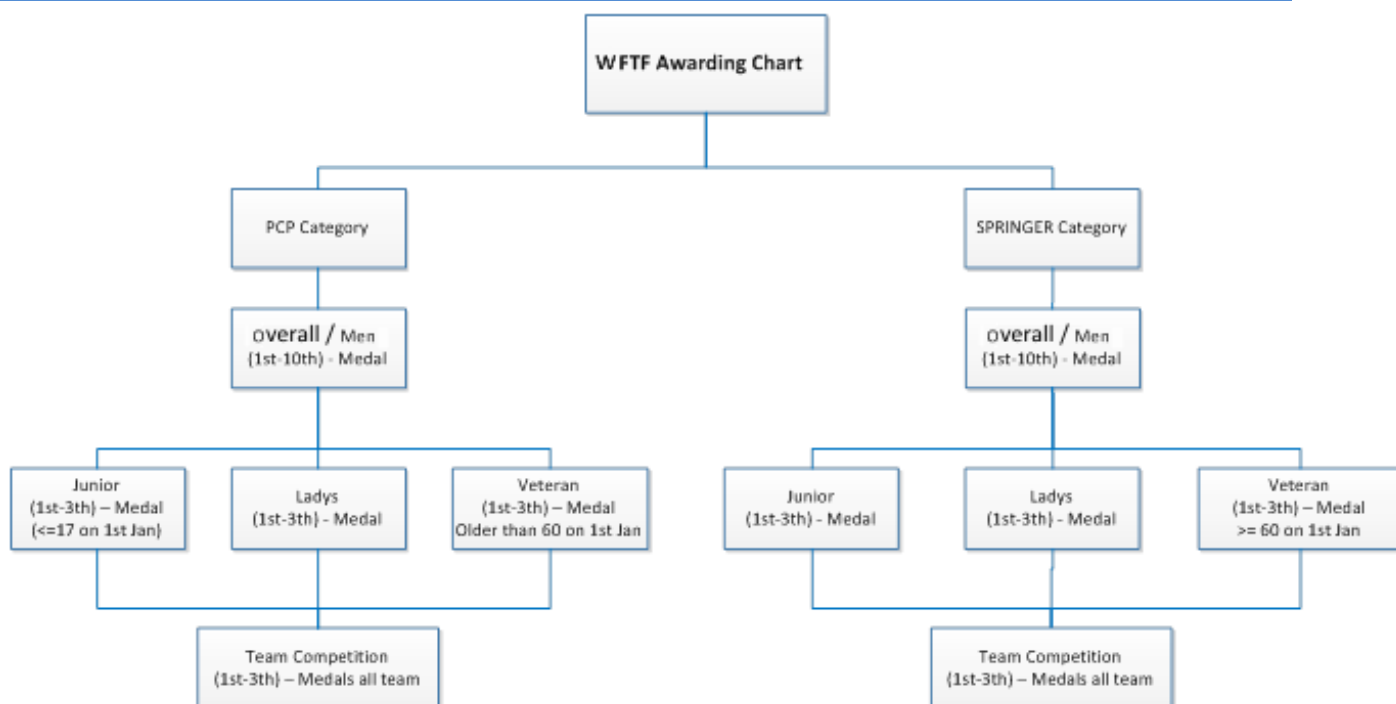 WFTF Awarding Chart
PCP Category
SPRINGER Category
overall / Men
(1st-10th) - Medal
overall / Men
(1st-10th) - Medal
Junior
(1st-3th) – Medal
(<=17 on 1st Jan)
Ladys
(1st-3th) - Medal
Veteran
(1st-3th) – Medal
Older than 60 on 1st Jan
Junior
(1st-3th) - Medal
Ladys
(1st-3th) - Medal
Veteran
(1st-3th) – Medal
>= 60 on 1st Jan
Team Competition
(1st-3th) – Medals all team
Team Competition
(1st-3th) – Medals all team